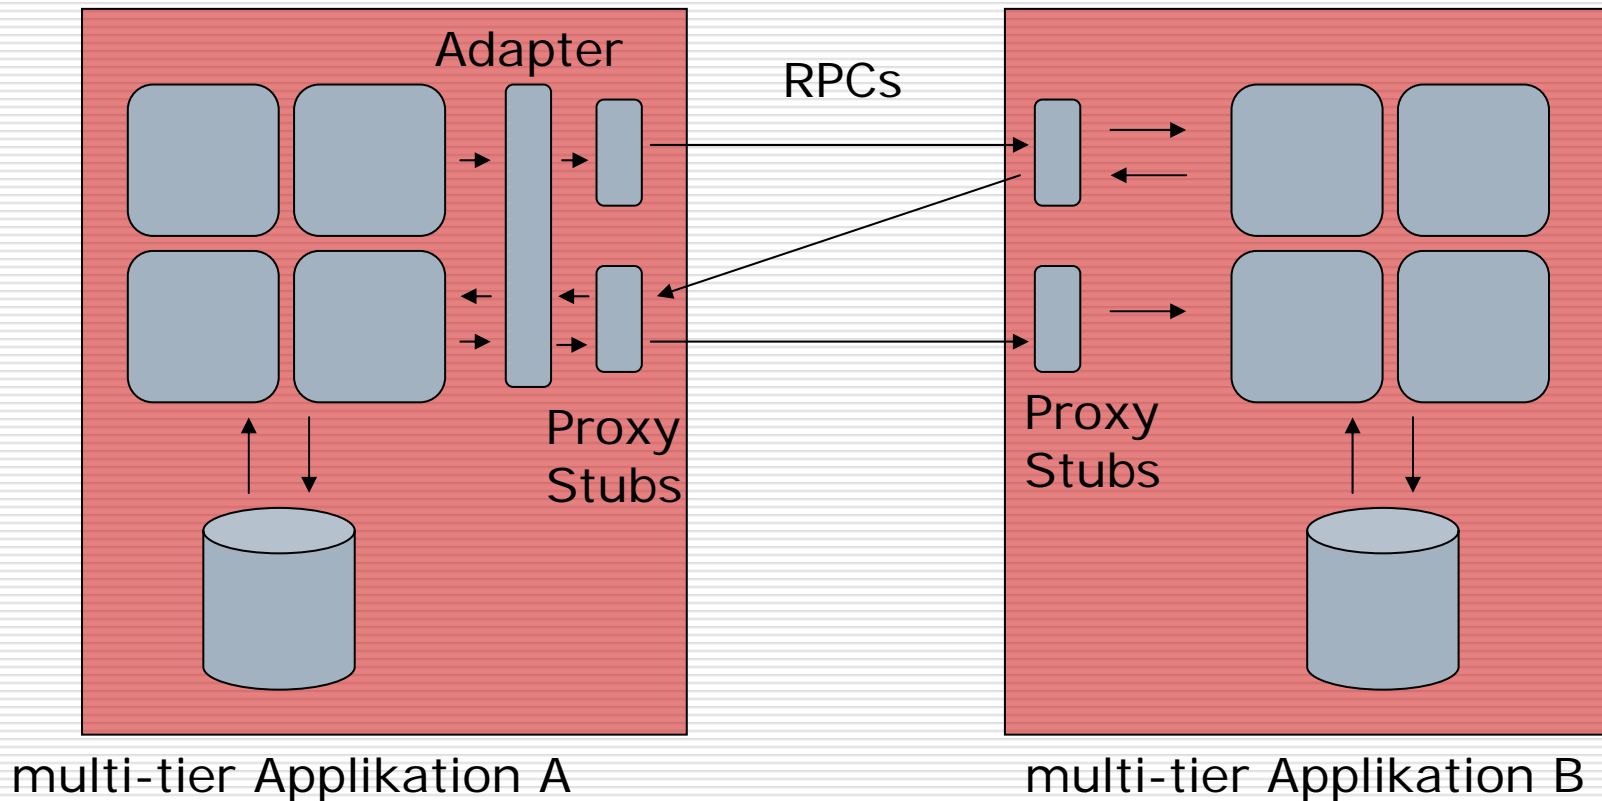 Adapter
RPCs
Proxy
Stubs
Proxy
Stubs
multi-tier Applikation A
multi-tier Applikation B